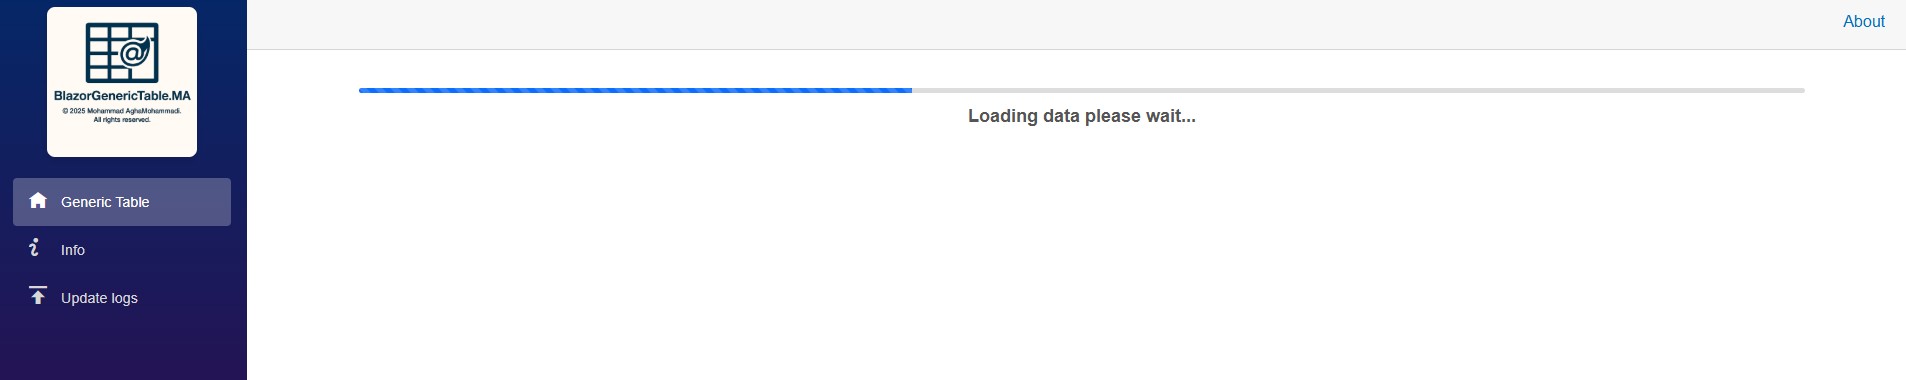 @
BlazorGenericTable.MA
© 2025 Mohammad AghaMohammadi.
All rights reserved.
Generic Table
Info
Update logs
About
Loading data please wait...